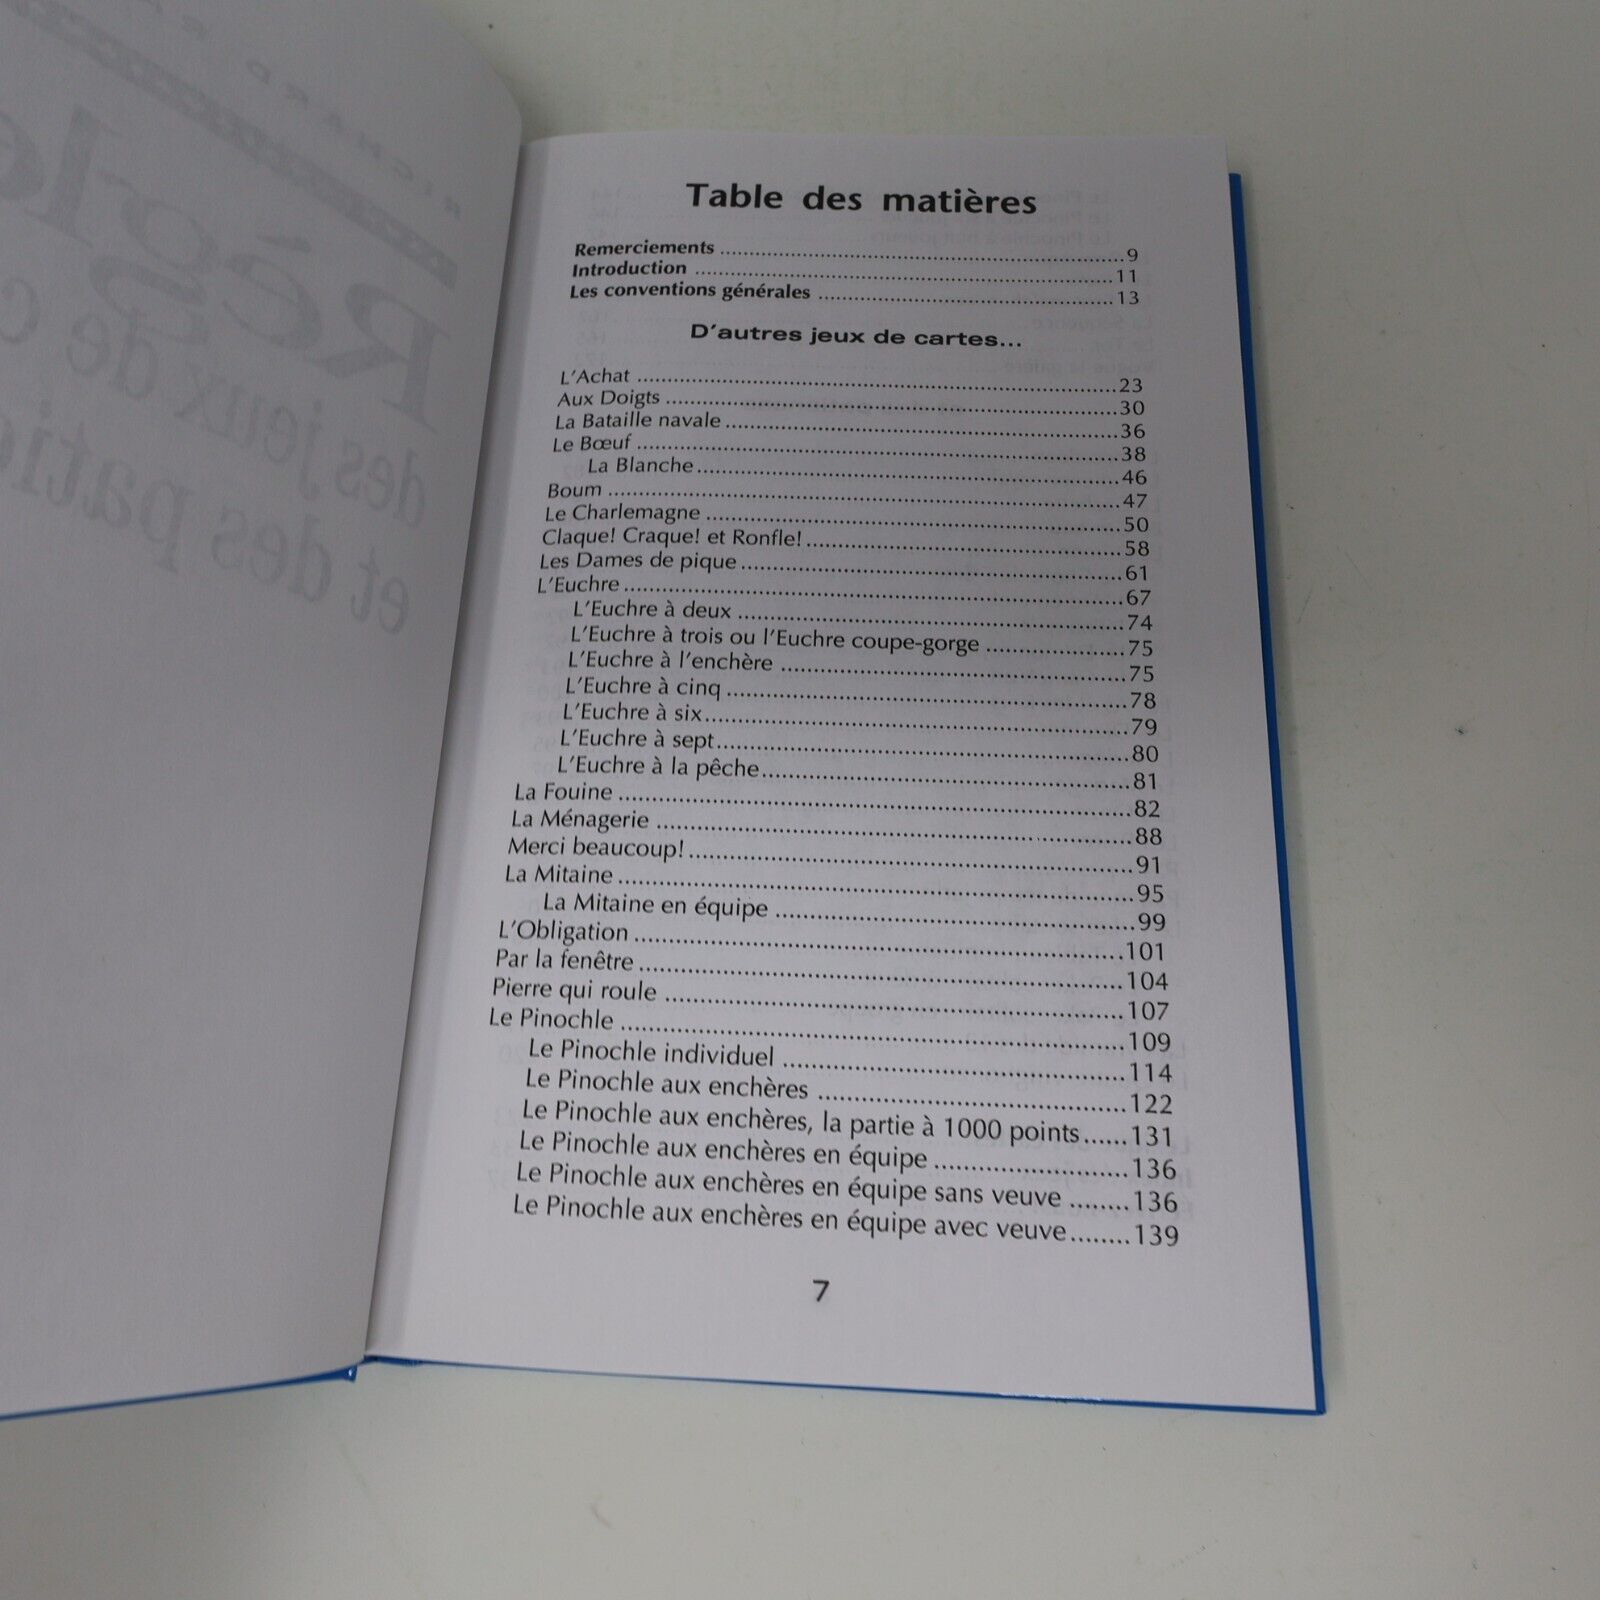 Table des matières
Remerciements ........ 9
Introduction ........ 11
Les conventions générales ........ 13
D'autres jeux de cartes...
L'Achat ........ 23
Aux Doigts ........ 30
La Bataille navale ........ 36
Le Bœuf ........ 38
La Blanche ........ 46
Boum ........ 47
Le Charlemagne ........ 50
Claque! Craque! et Ronfle! ........ 58
Les Dames de pique ........ 61
L'Euchre ........ 67
L'Euchre à deux ........ 74
L'Euchre à trois ou l'Euchre coupe-gorge ........ 75
L'Euchre à l'enchère ........ 75
L'Euchre à cinq ........ 78
L'Euchre à six ........ 79
L'Euchre à sept ........ 80
L'Euchre à la pêche ........ 81
La Fouine ........ 82
La Ménagerie ........ 88
Merci beaucoup! ........ 91
La Mitaine ........ 95
La Mitaine en équipe ........ 99
L'Obligation ........ 101
Par la fenêtre ........ 104
Pierre qui roule ........ 107
Le Pinochle ........ 109
Le Pinochle individuel ........ 114
Le Pinochle aux enchères ........ 122
Le Pinochle aux enchères, la partie à 1000 points ...... 131
Le Pinochle aux enchères en équipe ........ 136
Le Pinochle aux enchères en équipe sans veuve ........ 136
Le Pinochle aux enchères en équipe avec veuve ........ 139
7